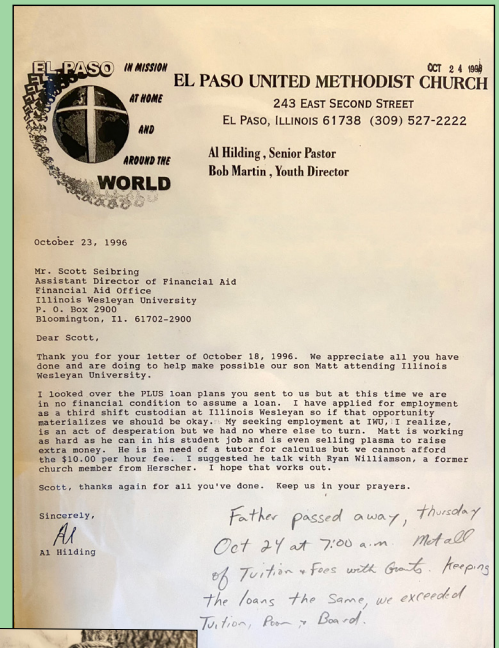 OCT 24 1996
EL PASO IN MISSION
AT HOME
AND
AROUND THE
WORLD
EL PASO UNITED METHODIST CHURCH
243 EAST SECOND STREET
EL PASO, ILLINOIS 61738 (309) 527-2222
Al Hilding , Senior Pastor
Bob Martin , Youth Director
October 23, 1996
Mr. Scott Seibring
Assistant Director of Financial Aid
Financial Aid Office
Illinois Wesleyan University
P. O. Box 2900
Bloomington, Il. 61702-2900
Dear Scott,
Thank you for your letter of October 18, 1996. We appreciate all you have
done and are doing to help make possible our son Matt attending Illinois
Wesleyan University.
I looked over the PLUS loan plans you sent to us but at this time we are
in no financial condition to assume a loan. I have applied for employment
as a third shift custodian at Illinois Wesleyan so if that opportunity
materializes we should be okay. My seeking employment at IWU, I realize,
is an act of desperation but we had no where else to turn. Matt is working
as hard as he can in his student job and is even selling plasma to raise
extra money. He is in need of a tutor for calculus but we cannot afford
the $10.00 per hour fee. I suggested he talk with Ryan Williamson, a former
church member from Herscher. I hope that works out.
Scott, thanks again for all you've done. Keep us in your prayers.
Sincerely,
Al
Al Hilding
Father passed away, thursday
Oct 24 at 7:00 a.m. Met all
of Tuition + Fees with Grants. Keeping
the loans the Same, we exceeded
Tuition, Room + Board.